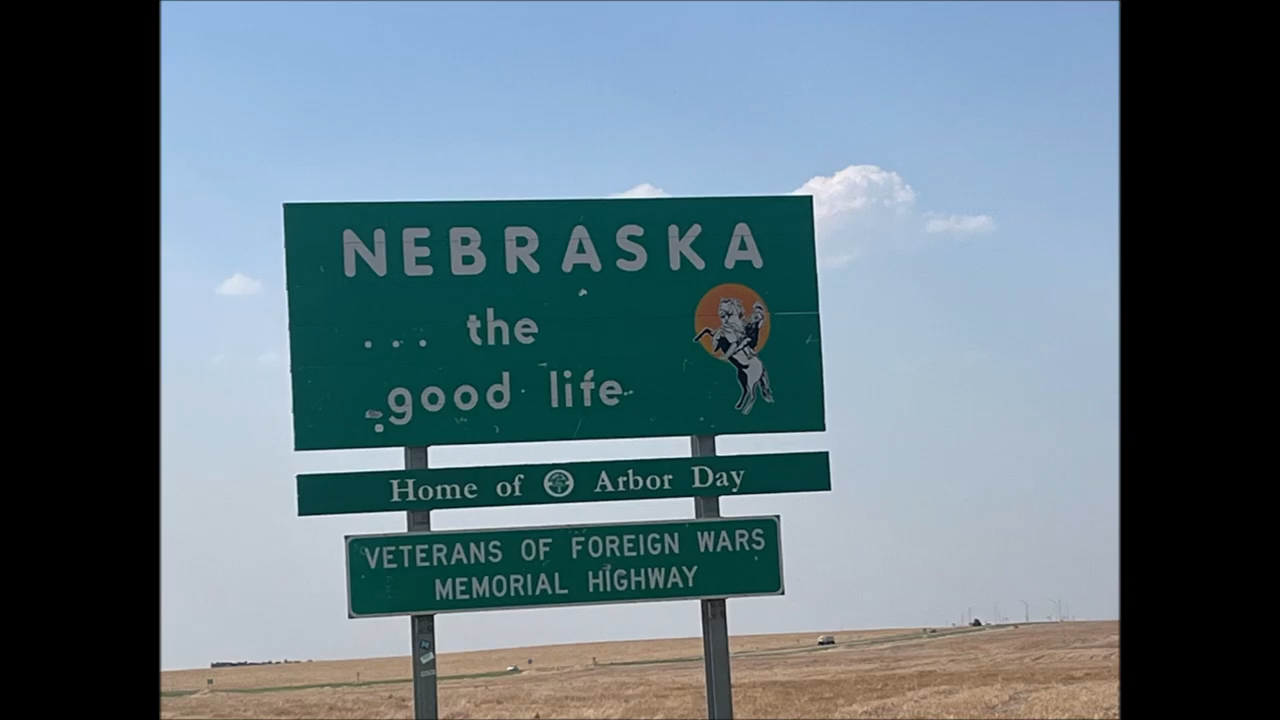 NEBRASKA
... the
good life
Home of Arbor Day
VETERANS OF FOREIGN WARS
MEMORIAL HIGHWAY